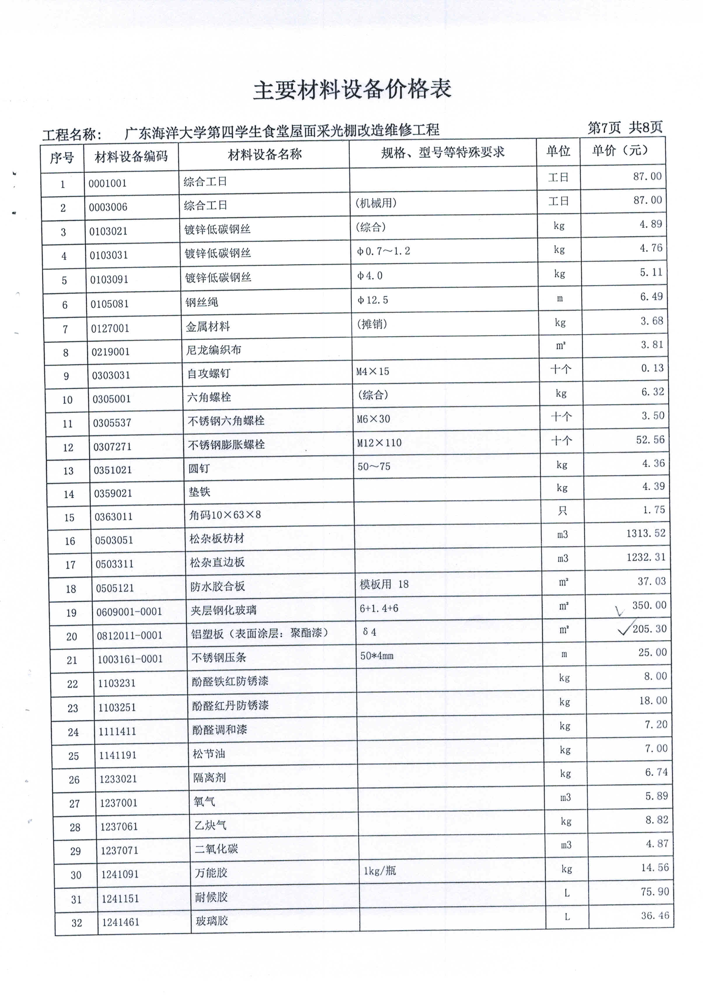 主要材料设备价格表
工程名称: 广东海洋大学第四学生食堂屋面采光棚改造维修工程 第7页 共8页
序号 材料设备编码 材料设备名称 规格、型号等特殊要求 单位 单价（元）
1 0001001 综合工日 工日 87.00
2 0003006 综合工日 (机械用) 工日 87.00
3 0103021 镀锌低碳钢丝 (综合) kg 4.89
4 0103031 镀锌低碳钢丝 φ0.7～1.2 kg 4.76
5 0103091 镀锌低碳钢丝 φ4.0 kg 5.11
6 0105081 钢丝绳 φ12.5 m 6.49
7 0127001 金属材料 (摊销) kg 3.68
8 0219001 尼龙编织布 m² 3.81
9 0303031 自攻螺钉 M4×15 十个 0.13
10 0305001 六角螺栓 (综合) kg 6.32
11 0305537 不锈钢六角螺栓 M6×30 十个 3.50
12 0307271 不锈钢膨胀螺栓 M12×110 十个 52.56
13 0351021 圆钉 50～75 kg 4.36
14 0359021 垫铁 kg 4.39
15 0363011 角码10×63×8 只 1.75
16 0503051 松杂板枋材 m3 1313.52
17 0503311 松杂直边板 m3 1232.31
18 0505121 防水胶合板 模板用 18 m² 37.03
19 0609001-0001 夹层钢化玻璃 6+1.4+6 m² 350.00
20 0812011-0001 铝塑板（表面涂层：聚酯漆） δ4 m² 205.30
21 1003161-0001 不锈钢压条 50*4mm m 25.00
22 1103231 酚醛铁红防锈漆 kg 8.00
23 1103251 酚醛红丹防锈漆 kg 18.00
24 1111411 酚醛调和漆 kg 7.20
25 1141191 松节油 kg 7.00
26 1233021 隔离剂 kg 6.74
27 1237001 氧气 m3 5.89
28 1237061 乙炔气 kg 8.82
29 1237071 二氧化碳 m3 4.87
30 1241091 万能胶 1kg/瓶 kg 14.56
31 1241151 耐候胶 L 75.90
32 1241461 玻璃胶 L 36.46